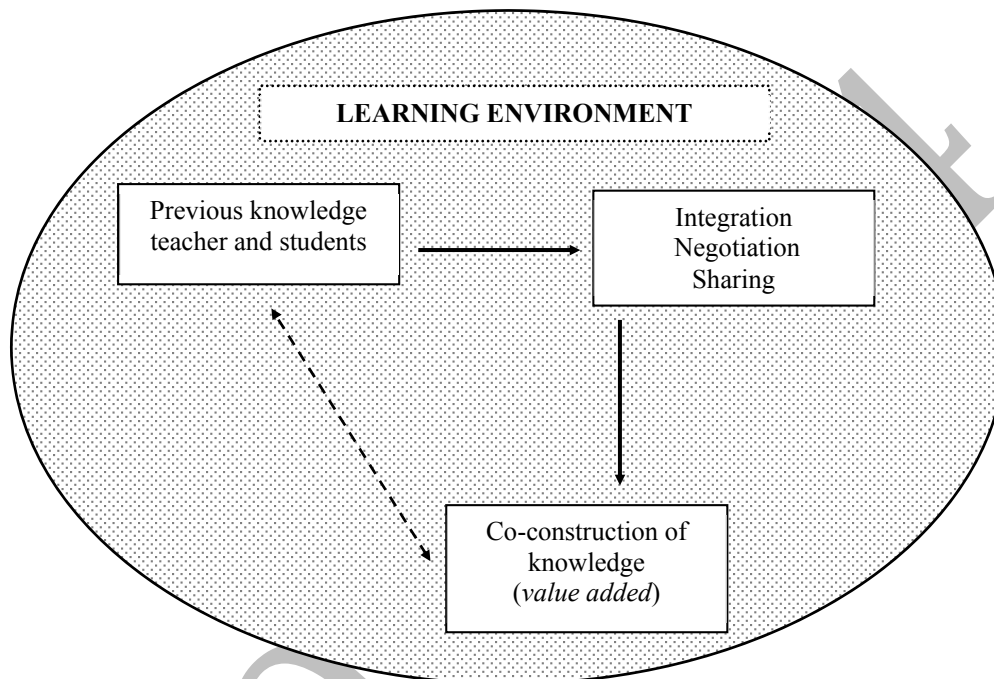 LEARNING ENVIRONMENT
Previous knowledge
teacher and students
Integration
Negotiation
Sharing
Co-construction of
knowledge
(value added)